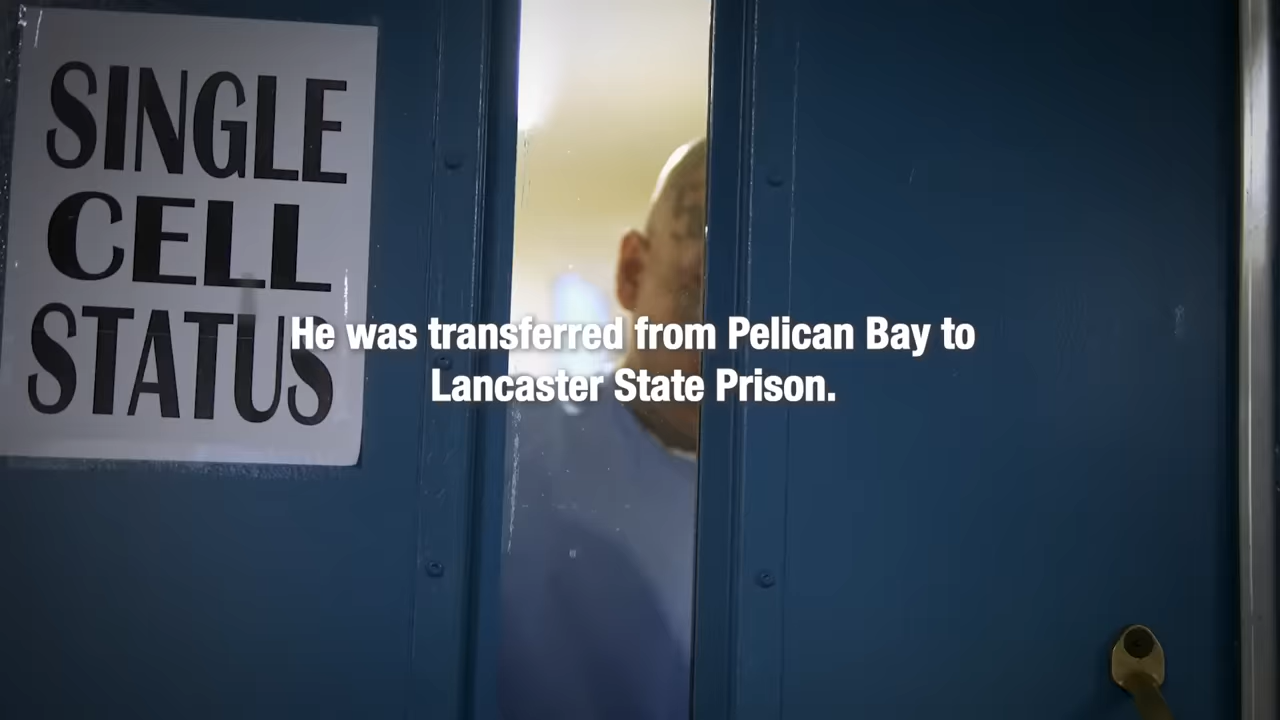 SINGLE
CELL
STATUS
He was transferred from Pelican Bay to
Lancaster State Prison.